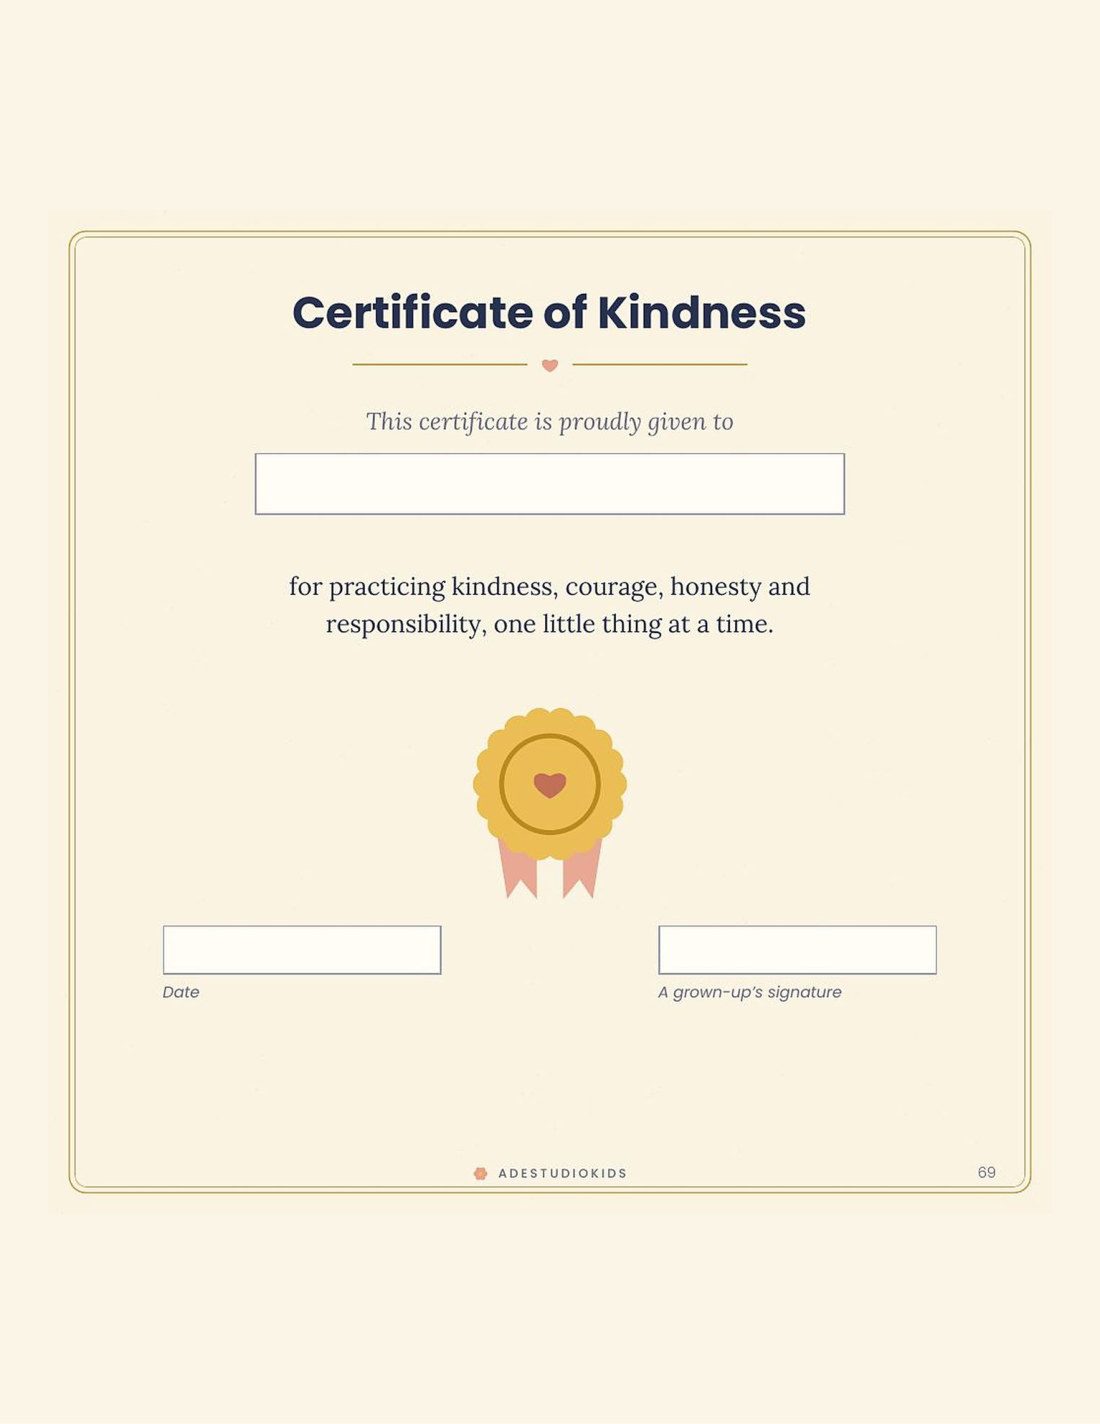 Certificate of Kindness
This certificate is proudly given to
for practicing kindness, courage, honesty and
responsibility, one little thing at a time.
Date
A grown-up’s signature
ADESTUDIOKIDS
69